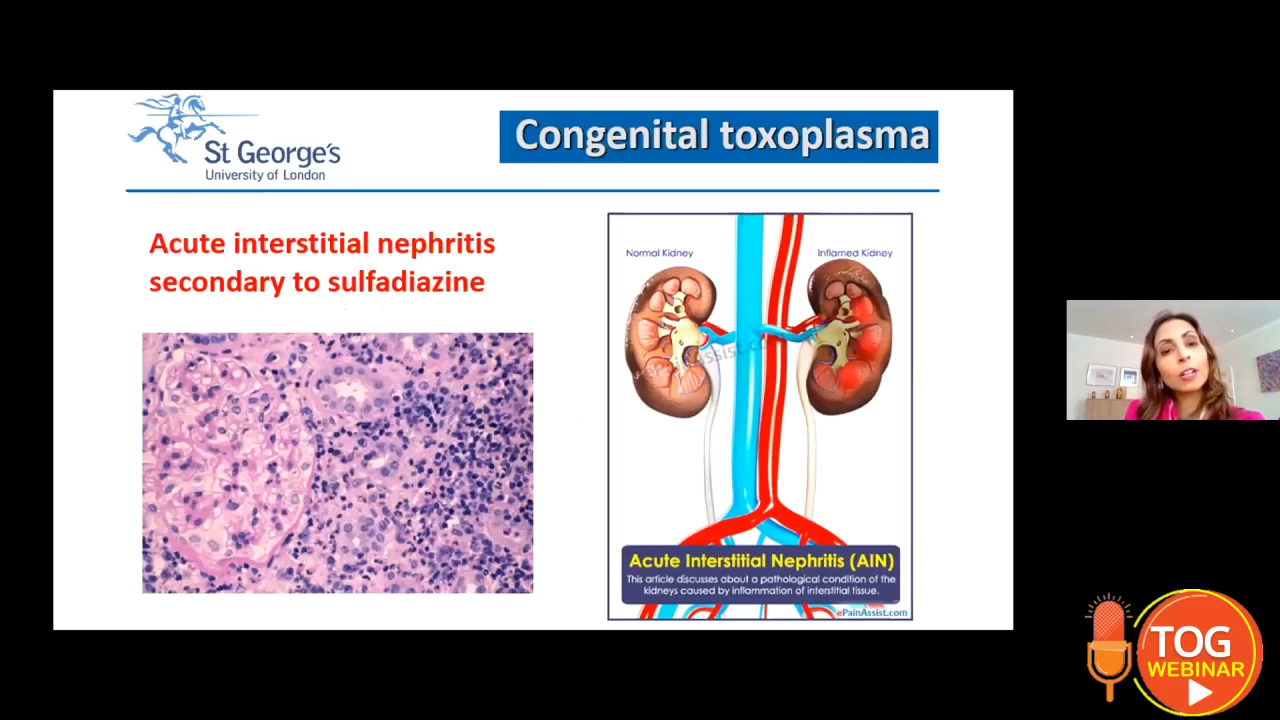 St George's
University of London
Congenital toxoplasma
Acute interstitial nephritis
secondary to sulfadiazine
Normal Kidney
Inflamed Kidney
Acute Interstitial Nephritis (AIN)
This article discusses about a pathological condition of the
kidneys caused by inflammation of interstitial tissue.
ePainAssist.com
TOG
WEBINAR